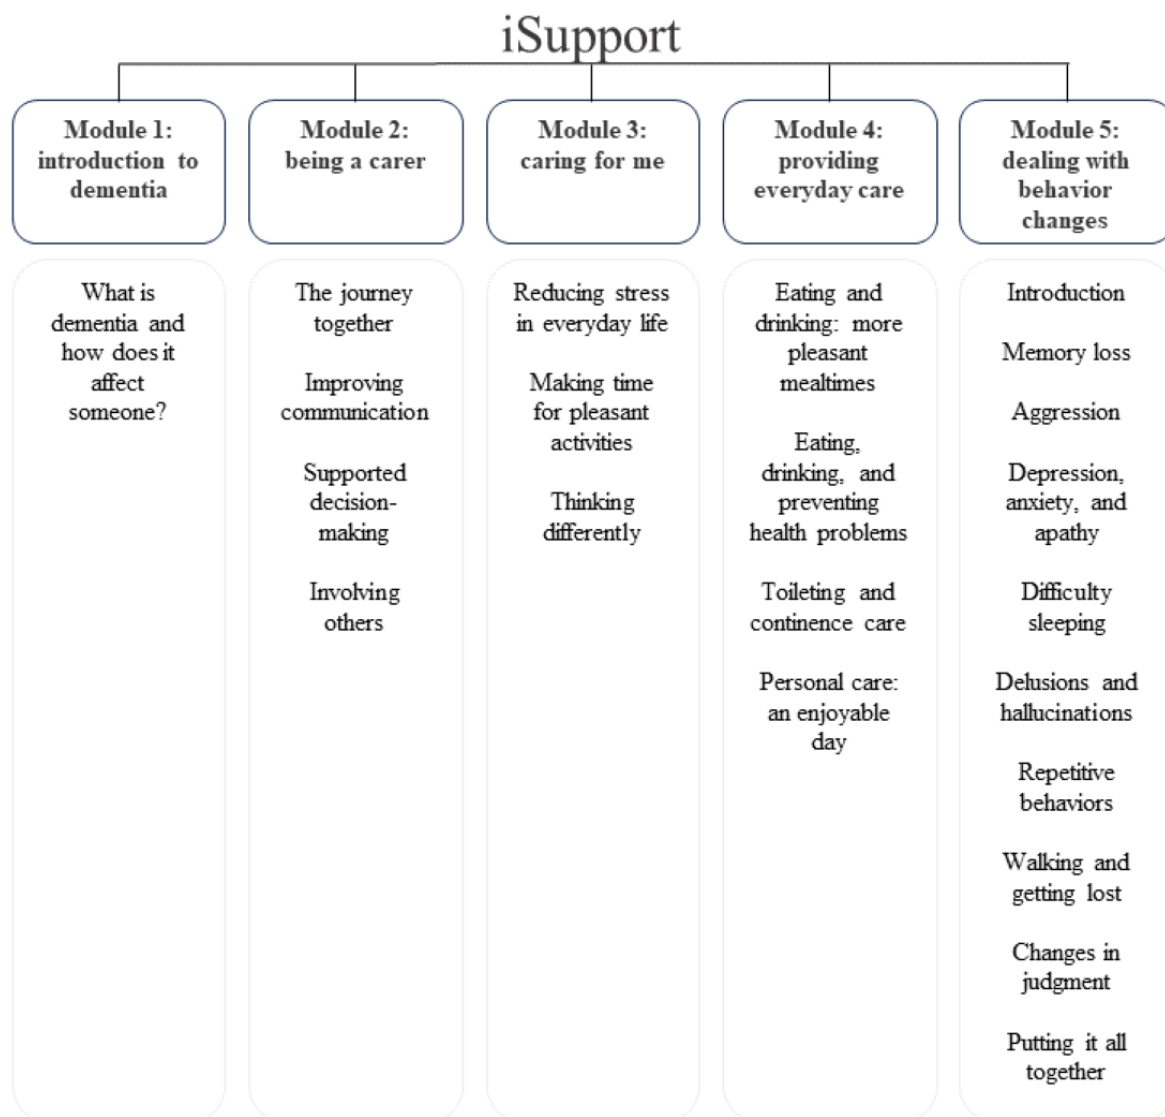 iSupport
Module 1:
introduction to
dementia
Module 2:
being a carer
Module 3:
caring for me
Module 4:
providing
everyday care
Module 5:
dealing with
behavior
changes
What is
dementia and
how does it
affect
someone?
The journey
together
Improving
communication
Supported
decision-
making
Involving
others
Reducing stress
in everyday life
Making time
for pleasant
activities
Thinking
differently
Eating and
drinking: more
pleasant
mealtimes
Eating,
drinking, and
preventing
health problems
Toileting and
continence care
Personal care:
an enjoyable
day
Introduction
Memory loss
Aggression
Depression,
anxiety, and
apathy
Difficulty
sleeping
Delusions and
hallucinations
Repetitive
behaviors
Walking and
getting lost
Changes in
judgment
Putting it all
together